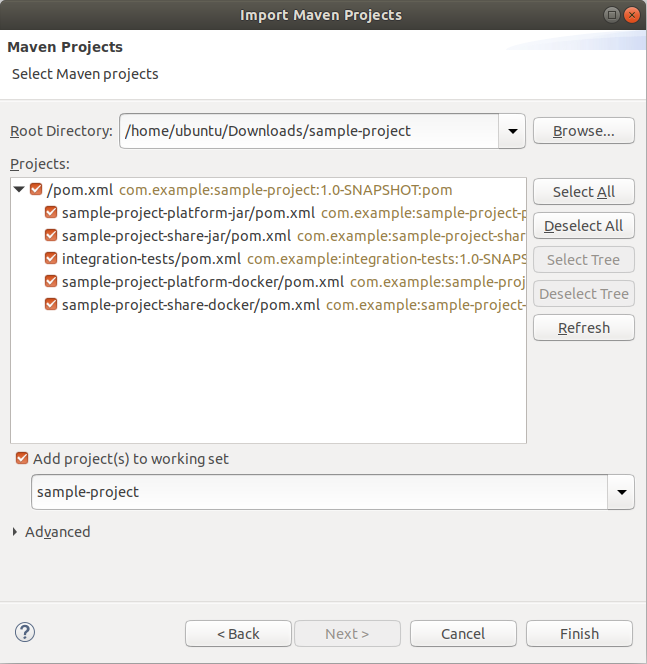 Import Maven Projects
Maven Projects
Select Maven projects
Root Directory: /home/ubuntu/Downloads/sample-project Browse...
Projects:
/pom.xml com.example:sample-project:1.0-SNAPSHOT:pom
sample-project-platform-jar/pom.xml com.example:sample-project-p
sample-project-share-jar/pom.xml com.example:sample-project-shar
integration-tests/pom.xml com.example:integration-tests:1.0-SNAPS
sample-project-platform-docker/pom.xml com.example:sample-proj
sample-project-share-docker/pom.xml com.example:sample-project-
Select All
Deselect All
Select Tree
Deselect Tree
Refresh
Add project(s) to working set
sample-project
Advanced
? < Back Next > Cancel Finish